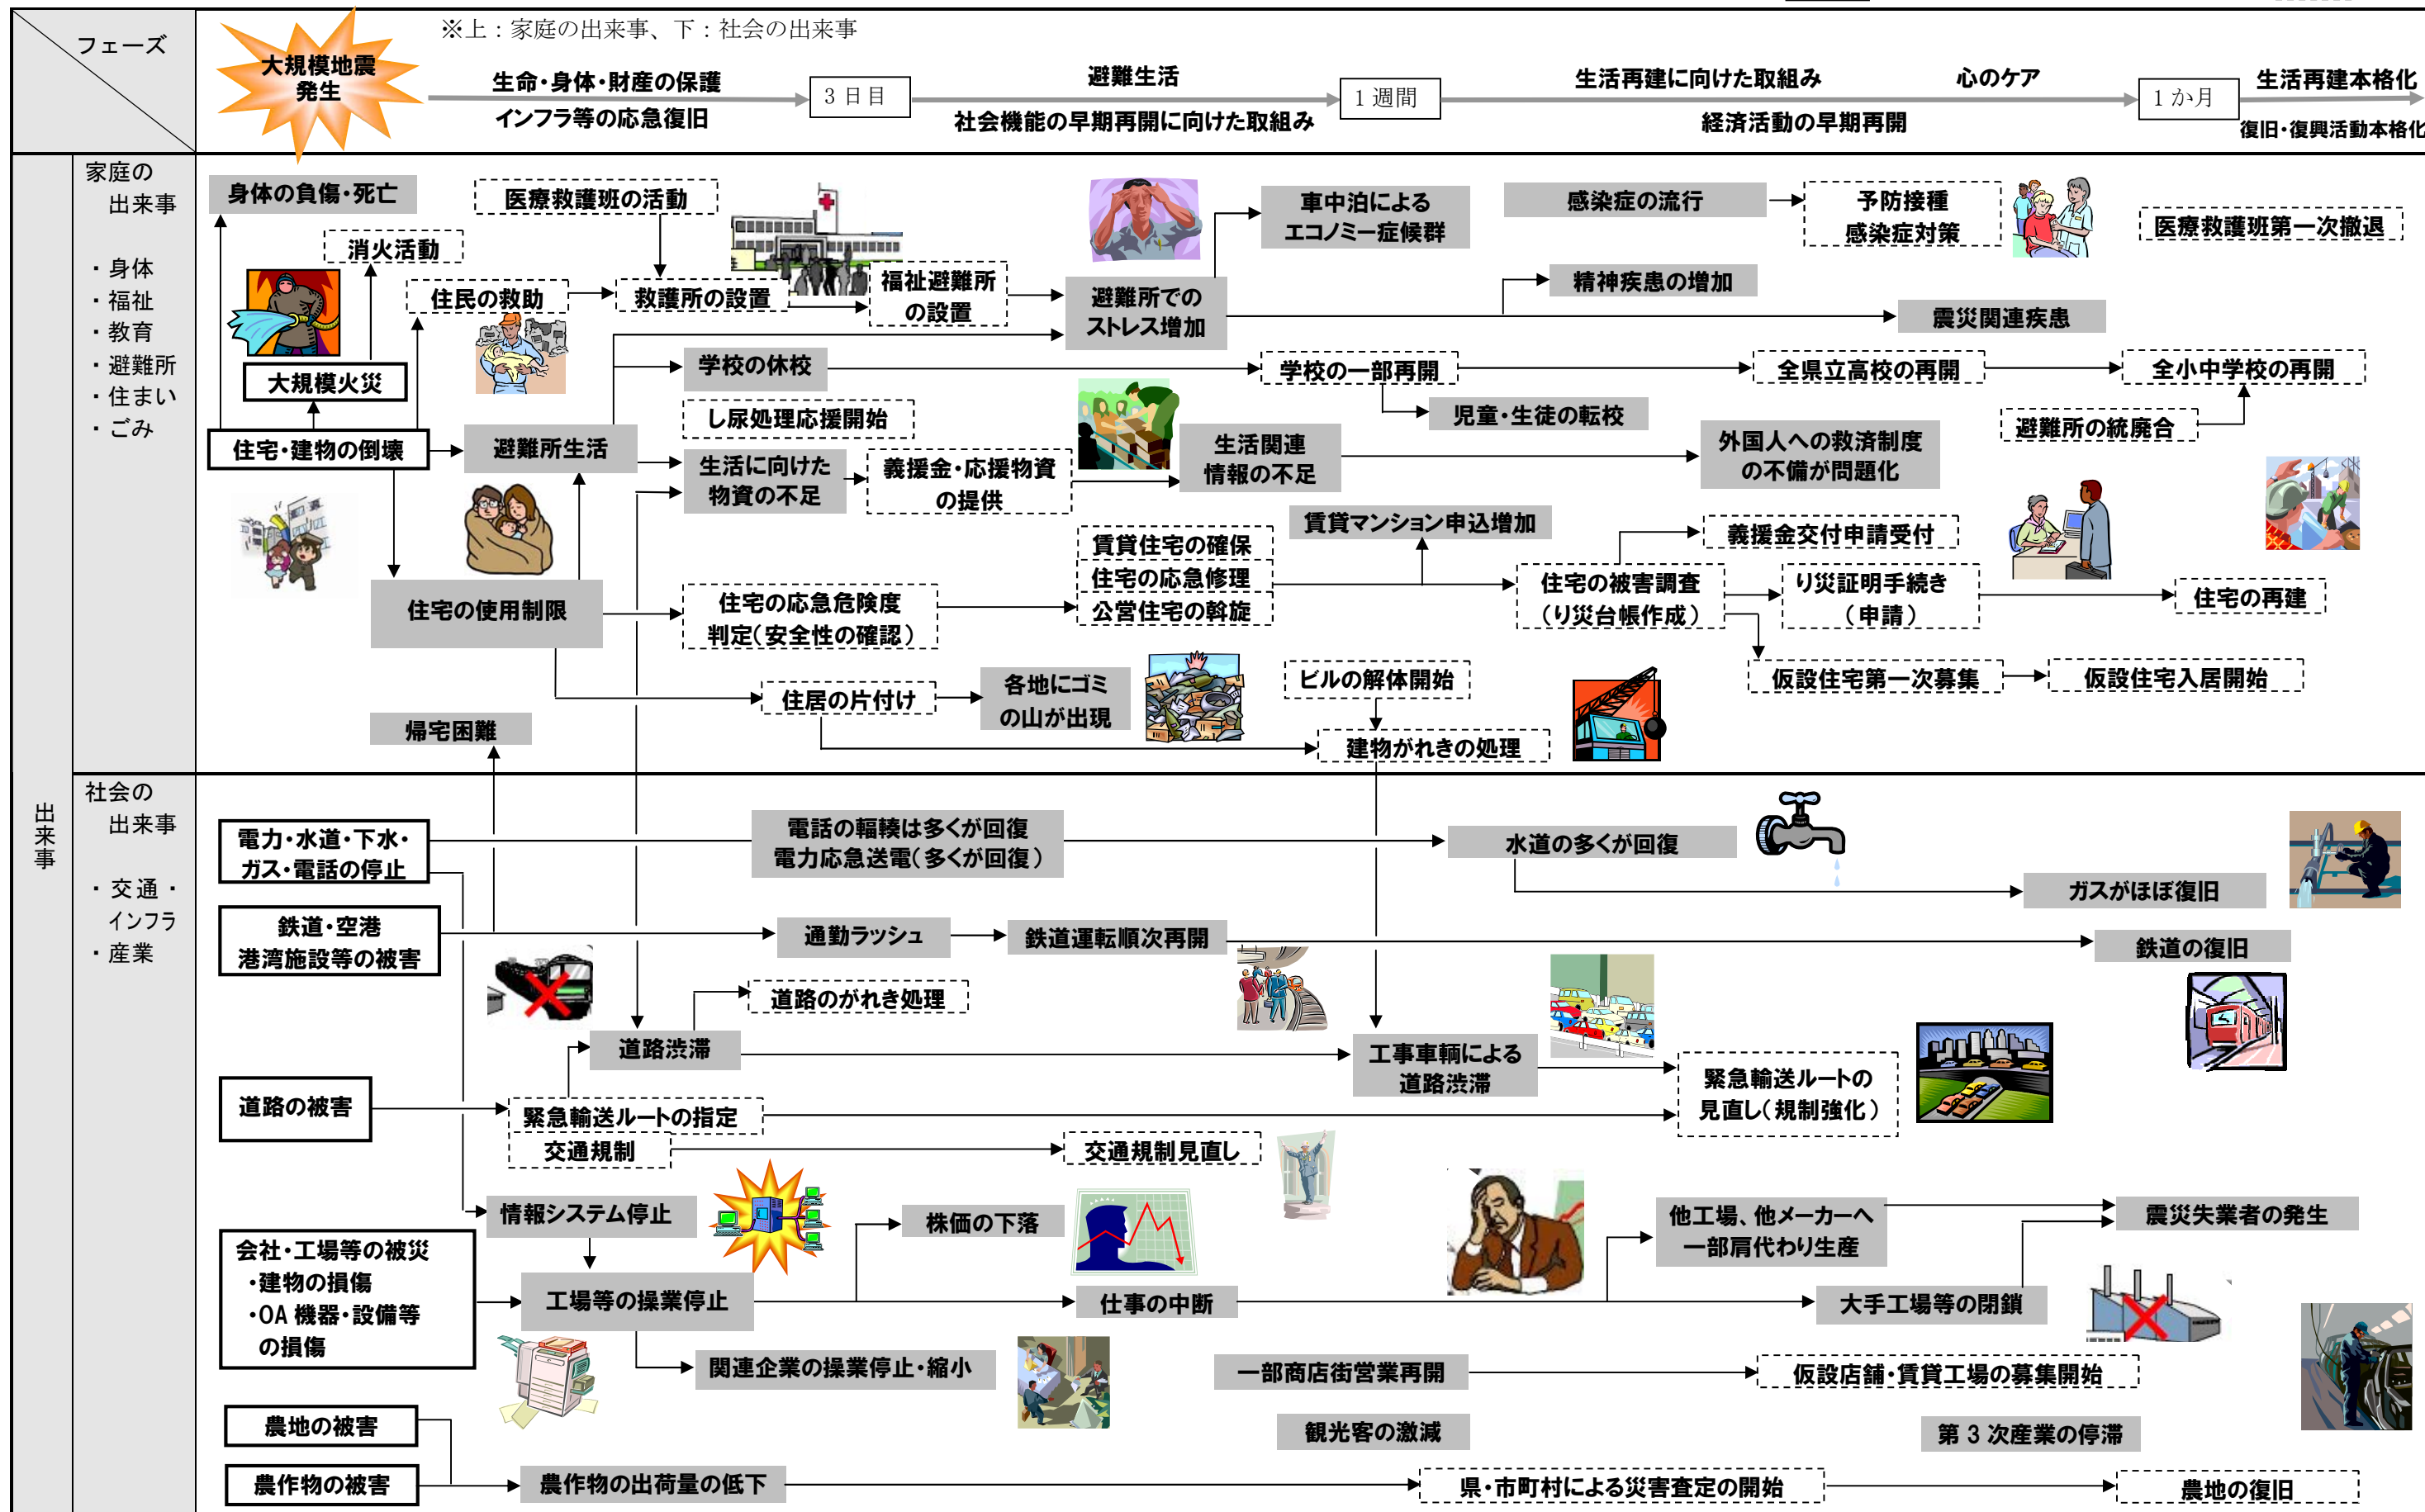 ※上：家庭の出来事、下：社会の出来事
フェーズ
大規模地震
発生
生命・身体・財産の保護
インフラ等の応急復旧
3日目
避難生活
社会機能の早期再開に向けた取組み
1週間
生活再建に向けた取組み
心のケア
経済活動の早期再開
1か月
生活再建本格化
復旧・復興活動本格化
出来事
家庭の
出来事
・身体
・福祉
・教育
・避難所
・住まい
・ごみ
身体の負傷・死亡
医療救護班の活動
車中泊による
エコノミー症候群
感染症の流行
予防接種
感染症対策
医療救護班第一次撤退
消火活動
住民の救助
救護所の設置
福祉避難所
の設置
避難所での
ストレス増加
精神疾患の増加
震災関連疾患
大規模火災
学校の休校
学校の一部再開
全県立高校の再開
全小中学校の再開
し尿処理応援開始
児童・生徒の転校
避難所の統廃合
住宅・建物の倒壊
避難所生活
生活に向けた
物資の不足
義援金・応援物資
の提供
生活関連
情報の不足
外国人への救済制度
の不備が問題化
賃貸マンション申込増加
義援金交付申請受付
賃貸住宅の確保
住宅の応急修理
公営住宅の斡旋
住宅の使用制限
住宅の応急危険度
判定（安全性の確認）
住宅の被害調査
（り災台帳作成）
り災証明手続き
（申請）
住宅の再建
住居の片付け
各地にゴミ
の山が出現
ビルの解体開始
仮設住宅第一次募集
仮設住宅入居開始
帰宅困難
建物がれきの処理
社会の
出来事
・交通・
インフラ
・産業
電力・水道・下水・
ガス・電話の停止
電話の輻輳は多くが回復
電力応急送電（多くが回復）
水道の多くが回復
ガスがほぼ復旧
鉄道・空港
港湾施設等の被害
通勤ラッシュ
鉄道運転順次再開
鉄道の復旧
道路のがれき処理
道路渋滞
工事車輌による
道路渋滞
緊急輸送ルートの
見直し（規制強化）
道路の被害
緊急輸送ルートの指定
交通規制
交通規制見直し
情報システム停止
株価の下落
他工場、他メーカーへ
一部肩代わり生産
震災失業者の発生
会社・工場等の被災
・建物の損傷
・OA機器・設備等
の損傷
工場等の操業停止
仕事の中断
大手工場等の閉鎖
関連企業の操業停止・縮小
一部商店街営業再開
仮設店舗・賃貸工場の募集開始
農地の被害
観光客の激減
第3次産業の停滞
農作物の被害
農作物の出荷量の低下
県・市町村による災害査定の開始
農地の復旧